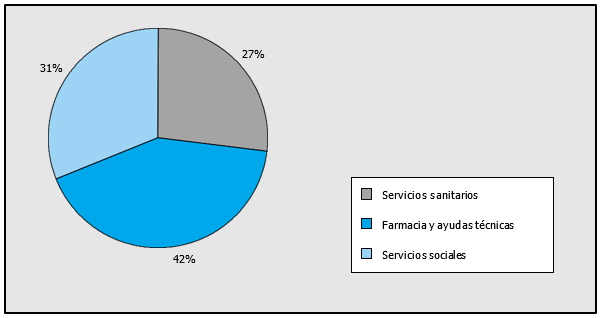 27%
31%
42%
Servicios sanitarios
Farmacia y ayudas técnicas
Servicios sociales